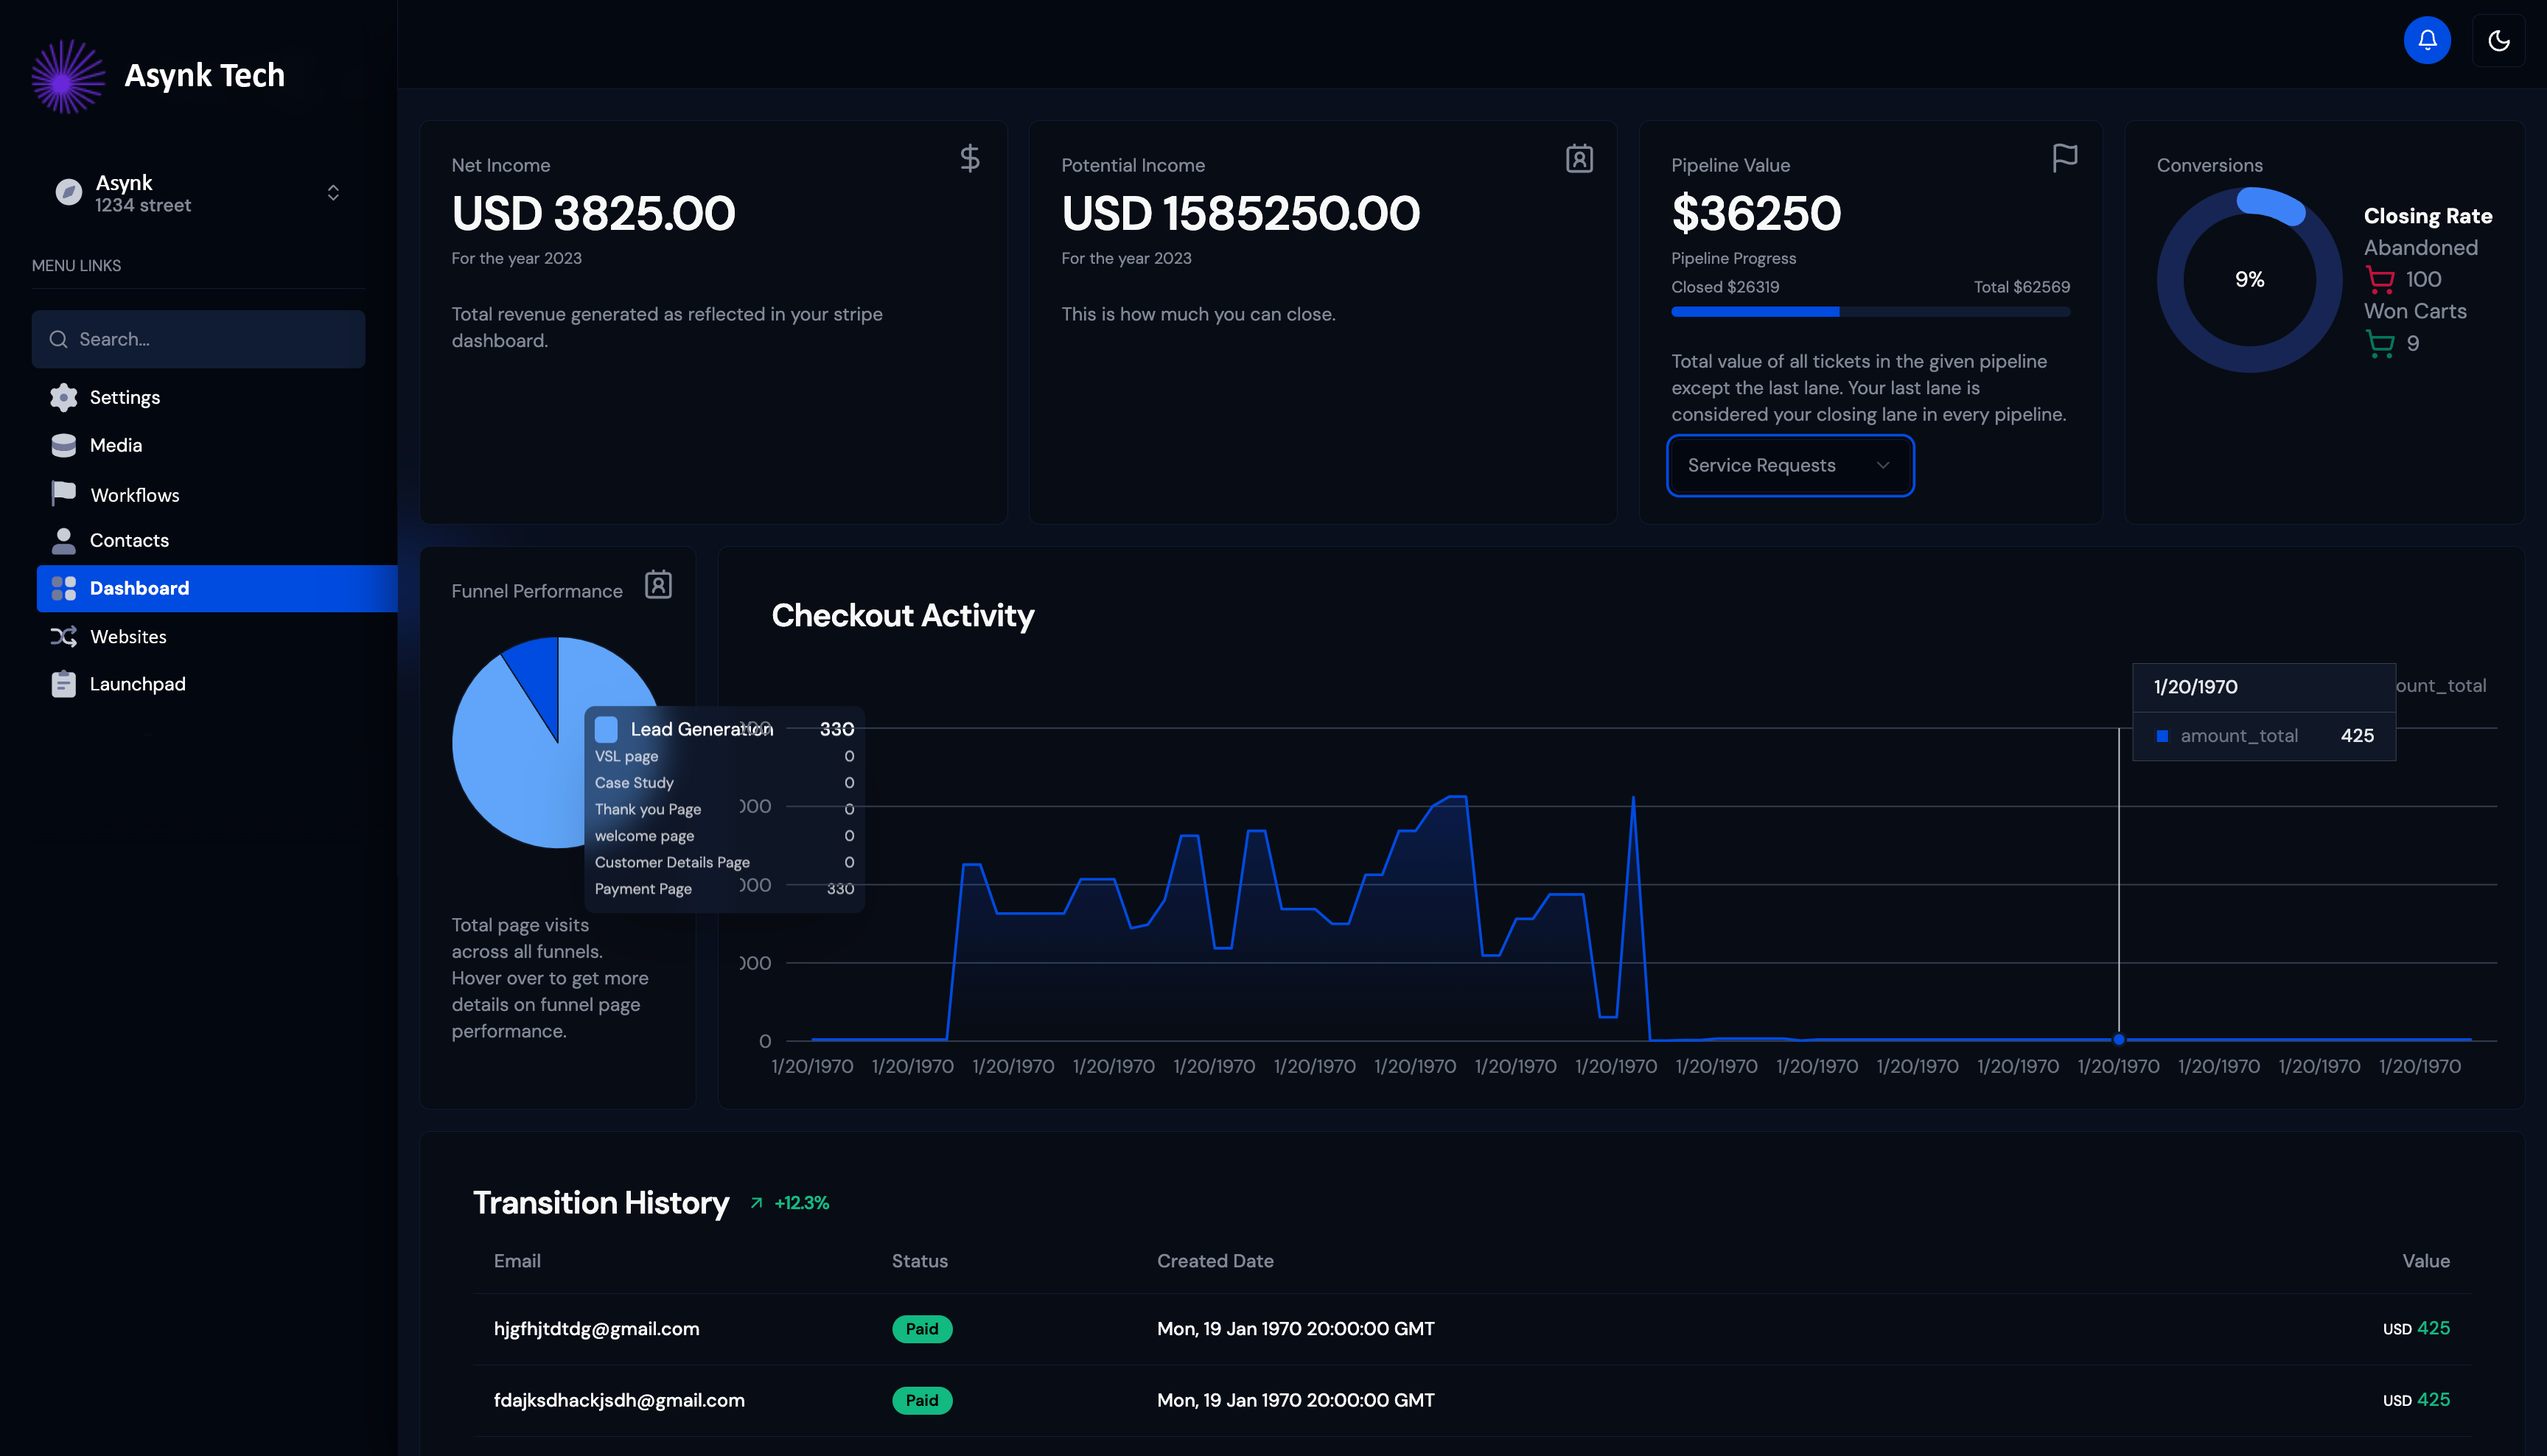 Asynk Tech
Asynk
1234 street
MENU LINKS
Search...
Settings
Media
Workflows
Contacts
Dashboard
Websites
Launchpad
Net Income
USD 3825.00
For the year 2023
Total revenue generated as reflected in your stripe
dashboard.
Potential Income
USD 1585250.00
For the year 2023
This is how much you can close.
Pipeline Value
$36250
Pipeline Progress
Closed $26319
Total $62569
Total value of all tickets in the given pipeline
except the last lane. Your last lane is
considered your closing lane in every pipeline.
Service Requests
Conversions
9%
Closing Rate
Abandoned
100
Won Carts
9
Funnel Performance
Lead Generation 330
VSL page 0
Case Study 0
Thank you Page 0
welcome page 0
Customer Details Page 0
Payment Page 330
Total page visits
across all funnels.
Hover over to get more
details on funnel page
performance.
Checkout Activity
1/20/1970
amount_total 425
0
1/20/1970 1/20/1970 1/20/1970 1/20/1970 1/20/1970 1/20/1970 1/20/1970 1/20/1970 1/20/1970 1/20/1970 1/20/1970 1/20/1970 1/20/1970 1/20/1970 1/20/1970 1/20/1970 1/20/1970
Transition History +12.3%
Email Status Created Date Value
hjgfhjtdtdg@gmail.com Paid Mon, 19 Jan 1970 20:00:00 GMT USD 425
fdajksdhackjsdh@gmail.com Paid Mon, 19 Jan 1970 20:00:00 GMT USD 425